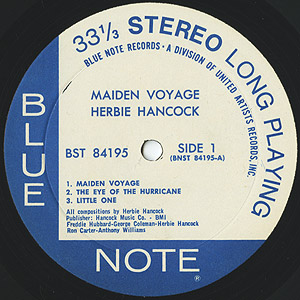 33 1/3 STEREO LONG PLAYING
BLUE NOTE RECORDS • A DIVISION OF UNITED ARTISTS RECORDS, INC.
MAIDEN VOYAGE
HERBIE HANCOCK
BST 84195
SIDE 1
(BNST 84195-A)
1. MAIDEN VOYAGE
2. THE EYE OF THE HURRICANE
3. LITTLE ONE
All compositions by Herbie Hancock
Publisher: Hancock Music Co. - BMI
Freddie Hubbard-George Coleman-Herbie Hancock
Ron Carter-Anthony Williams
BLUE
NOTE
®